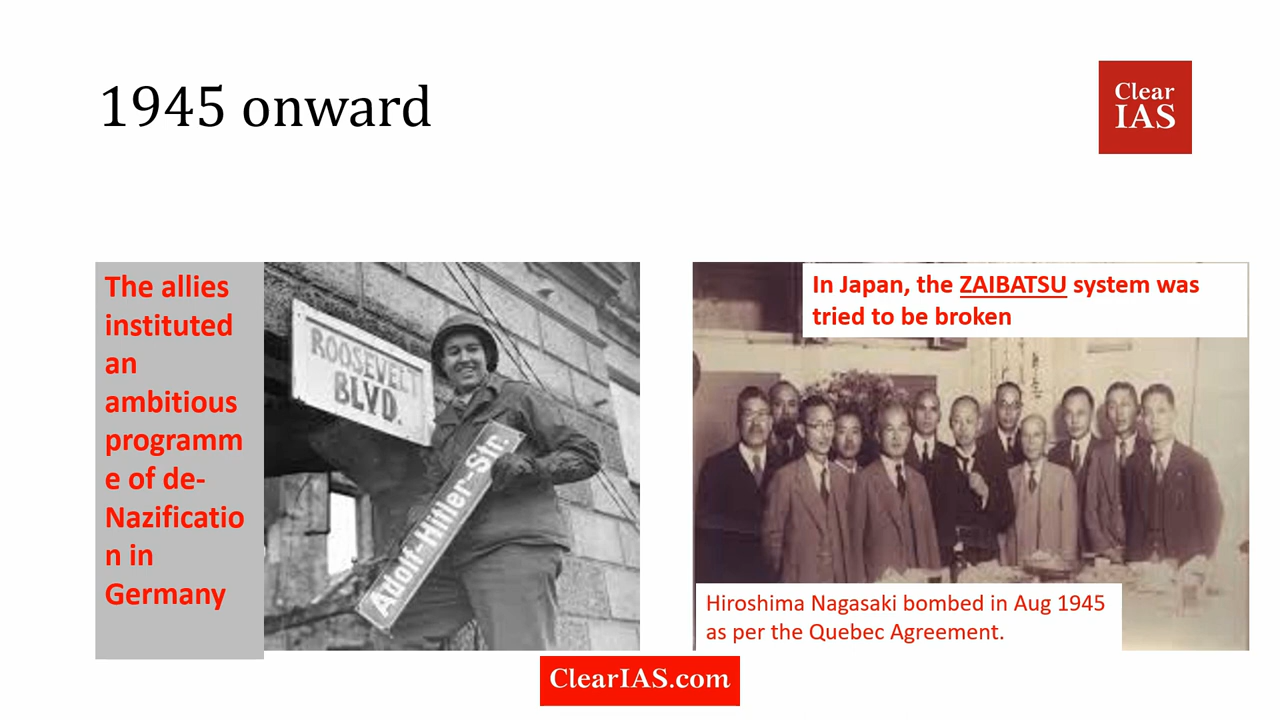 1945 onward
Clear
IAS
The allies
instituted
an
ambitious
programm
e of de-
Nazificatio
n in
Germany
ROOSEVELT
BLVD.
Adolf-Hitler-Str.
In Japan, the ZAIBATSU system was
tried to be broken
Hiroshima Nagasaki bombed in Aug 1945
as per the Quebec Agreement.
ClearIAS.com